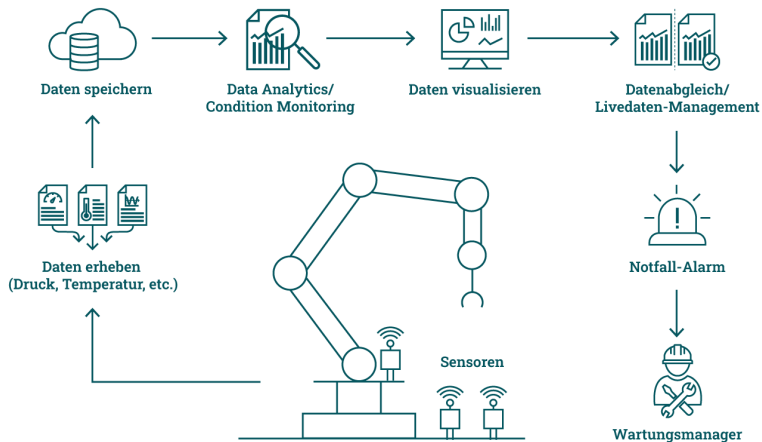 Daten speichern
Data Analytics/
Condition Monitoring
Daten visualisieren
Datenabgleich/
Livedaten-Management
Daten erheben
(Druck, Temperatur, etc.)
Notfall-Alarm
Sensoren
Wartungsmanager